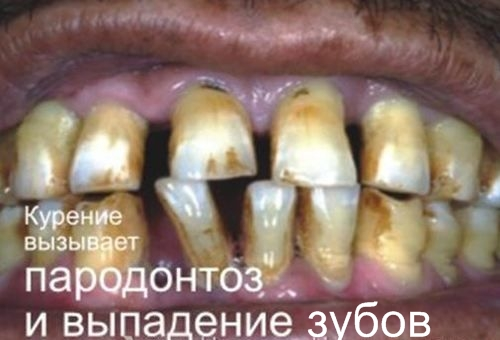 Курение
вызывает
пародонтоз
и выпадение зубов